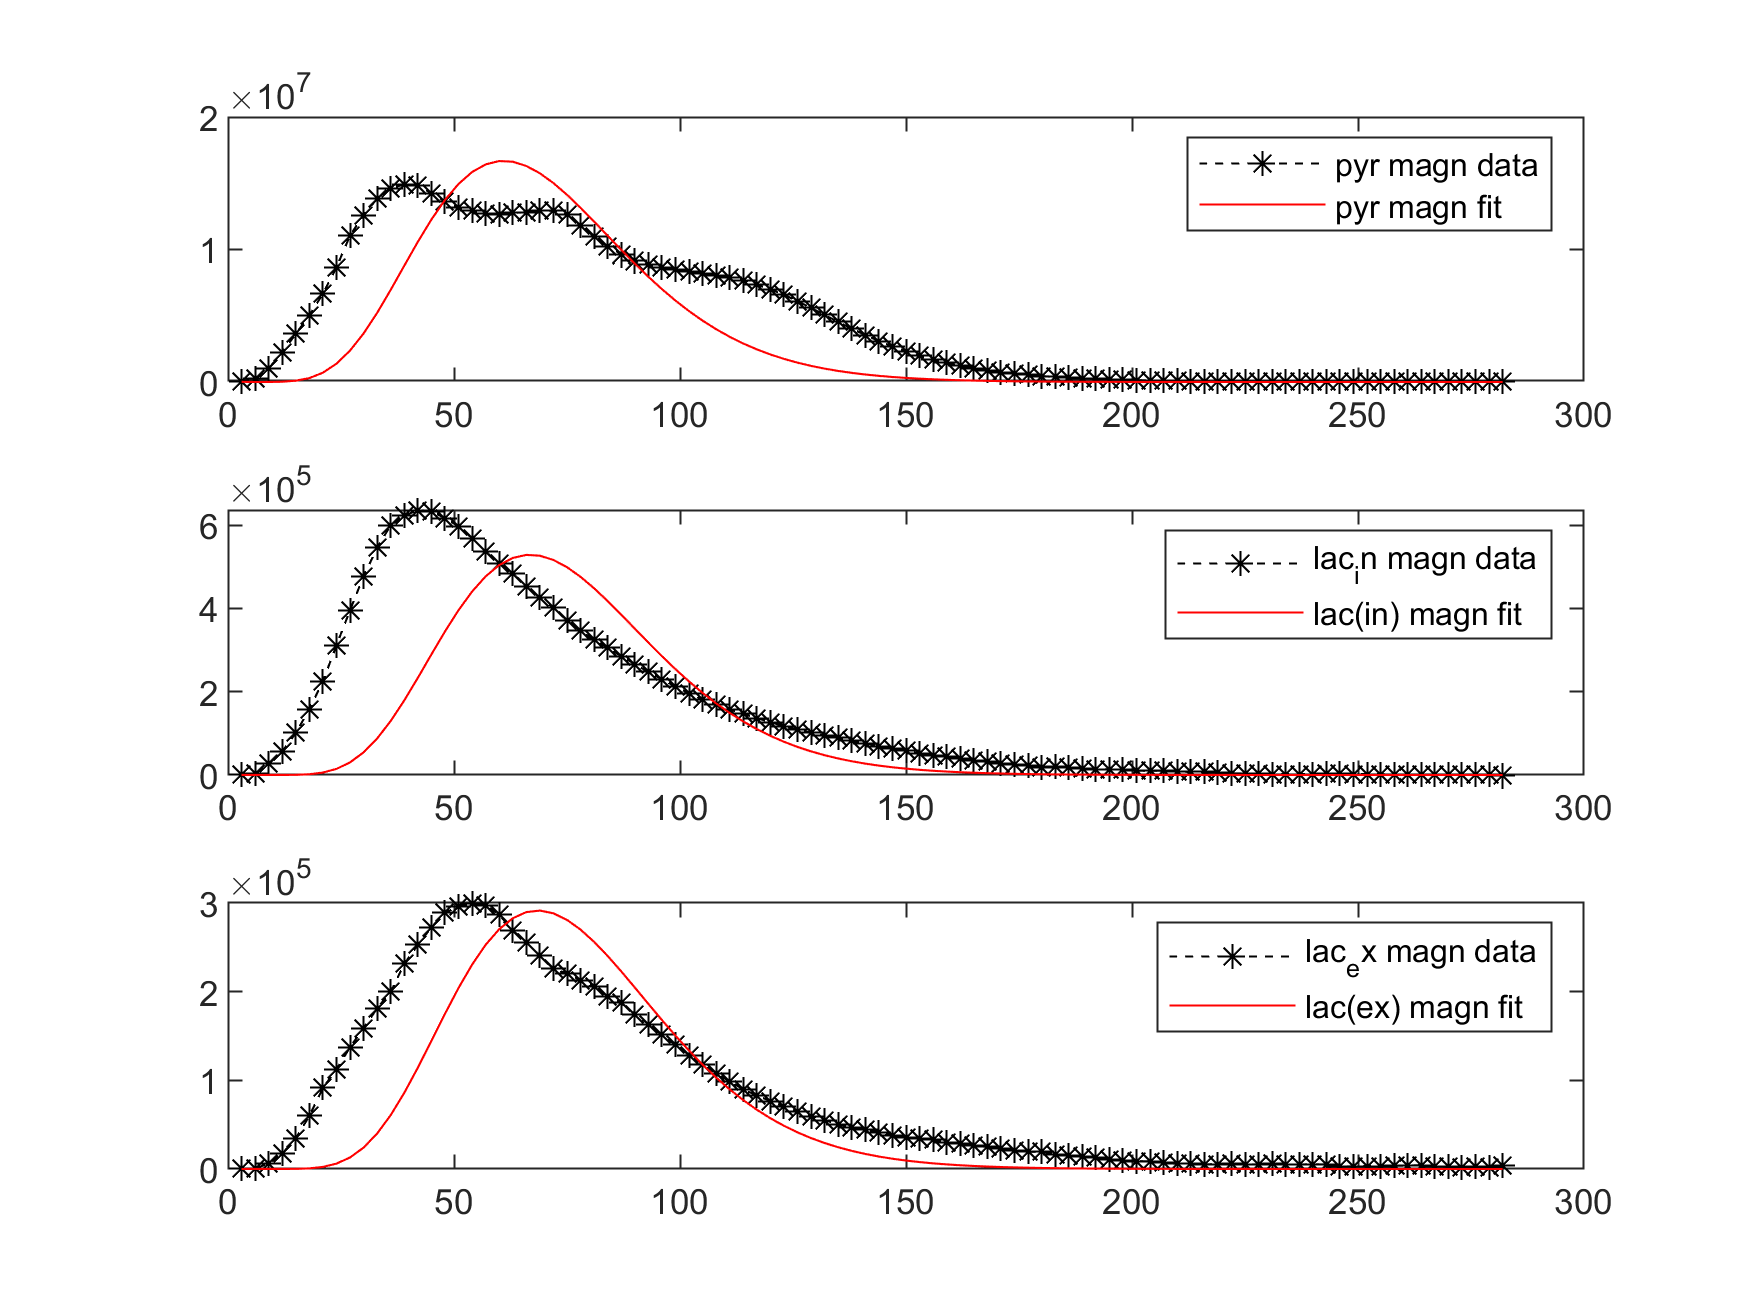 ×10^7
2
1
0
pyr magn data
pyr magn fit
0 50 100 150 200 250 300
×10^5
6
4
2
0
lac_in magn data
lac(in) magn fit
0 50 100 150 200 250 300
×10^5
3
2
1
0
lac_ex magn data
lac(ex) magn fit
0 50 100 150 200 250 300